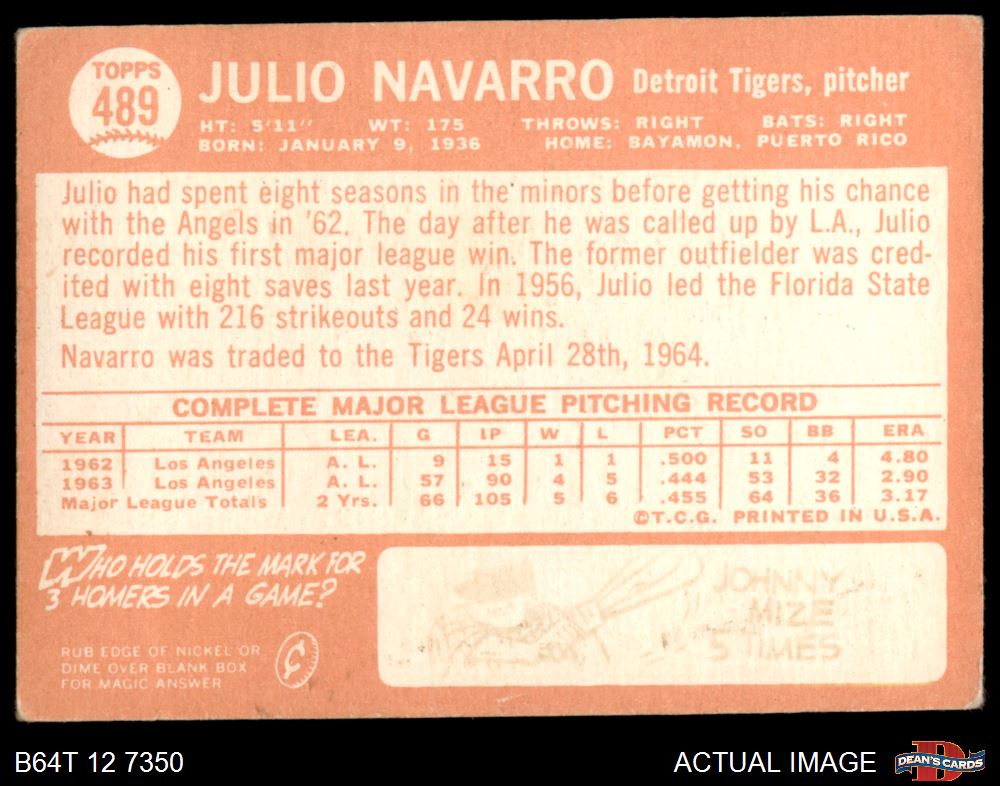 TOPPS
489
JULIO NAVARRO Detroit Tigers, pitcher
HT: 5'11" WT: 175 THROWS: RIGHT BATS: RIGHT
BORN: JANUARY 9, 1936 HOME: BAYAMON, PUERTO RICO
Julio had spent eight seasons in the minors before getting his chance
with the Angels in '62. The day after he was called up by L.A., Julio
recorded his first major league win. The former outfielder was cred-
ited with eight saves last year. In 1956, Julio led the Florida State
League with 216 strikeouts and 24 wins.
Navarro was traded to the Tigers April 28th, 1964.
COMPLETE MAJOR LEAGUE PITCHING RECORD
YEAR TEAM LEA. G IP W L PCT SO BB ERA
1962 Los Angeles A. L. 9 15 1 1 .500 11 4 4.80
1963 Los Angeles A. L. 57 90 4 5 .444 53 32 2.90
Major League Totals 2 Yrs. 66 105 5 6 .455 64 36 3.17
©T.C.G. PRINTED IN U.S.A.
WHO HOLDS THE MARK FOR
3 HOMERS IN A GAME?
RUB EDGE OF NICKEL OR
DIME OVER BLANK BOX
FOR MAGIC ANSWER
¢
JOHNNY
MIZE
5 TIMES
B64T 12 7350
ACTUAL IMAGE
DEAN'S CARDS